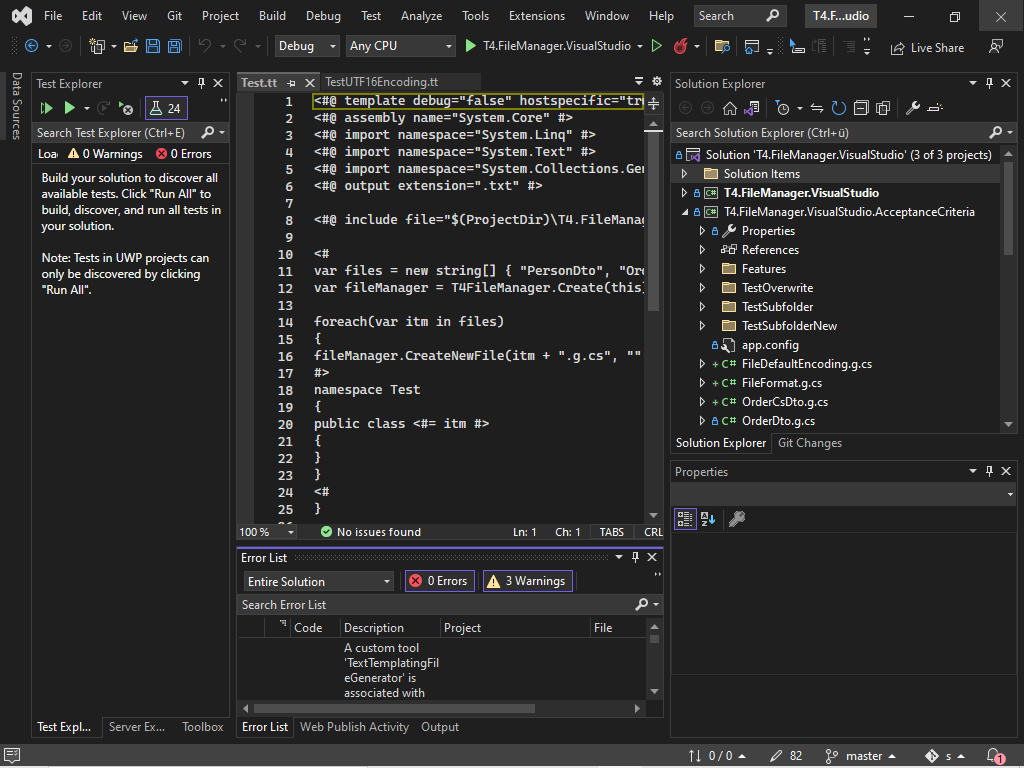 File Edit View Git Project Build Debug Test Analyze Tools Extensions Window Help Search T4.F...udio
Debug Any CPU T4.FileManager.VisualStudio Live Share
Data Sources
Test Explorer
24
Search Test Explorer (Ctrl+E)
Loa 0 Warnings 0 Errors
Build your solution to discover all
available tests. Click "Run All" to
build, discover, and run all tests in
your solution.
Note: Tests in UWP projects can
only be discovered by clicking
"Run All".
Test Expl... Server Ex... Toolbox
Test.tt TestUTF16Encoding.tt
1 <#@ template debug="false" hostspecific="tr
2 <#@ assembly name="System.Core" #>
3 <#@ import namespace="System.Linq" #>
4 <#@ import namespace="System.Text" #>
5 <#@ import namespace="System.Collections.Gen
6 <#@ output extension=".txt" #>
7
8 <#@ include file="$(ProjectDir)\T4.FileManag
9
10 <#
11 var files = new string[] { "PersonDto", "Ord
12 var fileManager = T4FileManager.Create(this)
13
14 foreach(var itm in files)
15 {
16 fileManager.CreateNewFile(itm + ".g.cs", ""
17 #>
18 namespace Test
19 {
20 public class <#= itm #>
21 {
22 }
23 }
24 <#
25 }
100 % No issues found Ln: 1 Ch: 1 TABS CRL
Error List
Entire Solution 0 Errors 3 Warnings
Search Error List
Code Description Project File
A custom tool
'TextTemplatingFil
eGenerator' is
associated with
Error List Web Publish Activity Output
Solution Explorer
Search Solution Explorer (Ctrl+ü)
Solution 'T4.FileManager.VisualStudio' (3 of 3 projects)
Solution Items
C# T4.FileManager.VisualStudio
C# T4.FileManager.VisualStudio.AcceptanceCriteria
Properties
References
Features
TestOverwrite
TestSubfolder
TestSubfolderNew
app.config
+ C# FileDefaultEncoding.g.cs
+ C# FileFormat.g.cs
+ C# OrderCsDto.g.cs
C# OrderDto.g.cs
Solution Explorer Git Changes
Properties
0 / 0 82 master s 1